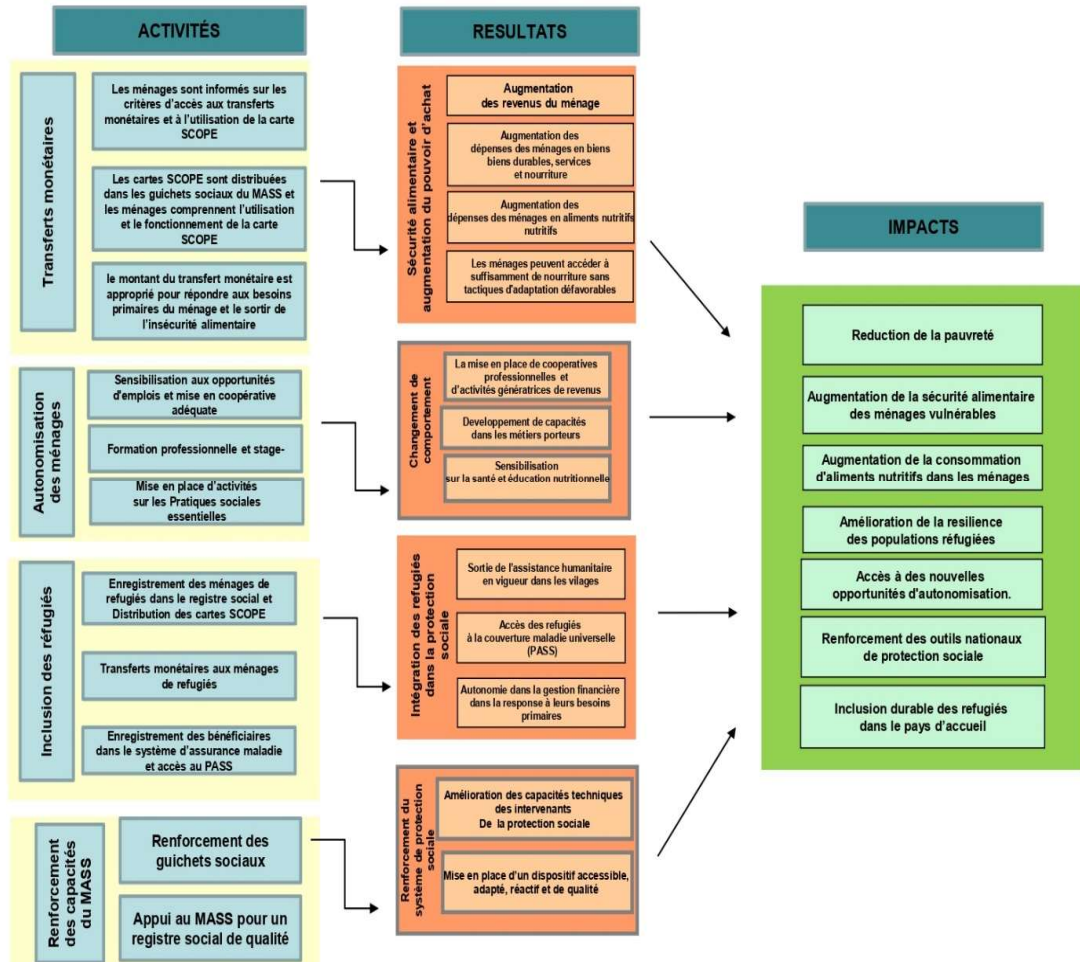 ACTIVITÉS
Transferts monétaires
Les ménages sont informés sur les
critères d'accès aux transferts
monétaires et à l'utilisation de la carte
SCOPE
Les cartes SCOPE sont distribuées
dans les guichets sociaux du MASS et
les ménages comprennent l'utilisation
et le fonctionnement de la carte
SCOPE
le montant du transfert monétaire est
approprié pour répondre aux besoins
primaires du ménage et le sortir de
l'insécurité alimentaire
Autonomisation
des ménages
Sensibilisation aux opportunités
d'emplois et mise en coopérative
adéquate
Formation professionnelle et stage-
Mise en place d'activités
sur les Pratiques sociales
essentielles
Inclusion des réfugiés
Enregistrement des ménages de
refugiés dans le registre social et
Distribution des cartes SCOPE
Transferts monétaires aux ménages
de refugiés
Enregistrement des bénéficiaires
dans le système d'assurance maladie
et accès au PASS
Renforcement
des capacités
du MASS
Renforcement des
guichets sociaux
Appui au MASS pour un
registre social de qualité
RESULTATS
Sécurité alimentaire et
augmentation du pouvoir d'achat
Augmentation
des revenus du ménage
Augmentation des
dépenses des ménages en biens
biens durables, services
et nourriture
Augmentation des
dépenses des ménages en aliments nutritifs
nutritifs
Les ménages peuvent accéder à
suffisamment de nourriture sans
tactiques d'adaptation défavorables
Changement de
comportement
La mise en place de cooperatives
professionnelles et
d'activités génératrices de revenus
Developpement de capacités
dans les métiers porteurs
Sensibilisation
sur la santé et éducation nutritionnelle
Intégration des refugiés
dans la protection
sociale
Sortie de l'assistance humanitaire
en vigueur dans les vilages
Accès des refugiés
à la couverture maladie universelle
(PASS)
Autonomie dans la gestion financière
dans la response à leurs besoins
primaires
Renforcement du
système de protection
sociale
Amélioration des capacités techniques
des intervenants
De la protection sociale
Mise en place d'un dispositif accessible,
adapté, réactif et de qualité
IMPACTS
Reduction de la pauvreté
Augmentation de la sécurité alimentaire
des ménages vulnérables
Augmentation de la consommation
d'aliments nutritifs dans les ménages
Amélioration de la resilience
des populations réfugiées
Accès à des nouvelles
opportunités d'autonomisation.
Renforcement des outils nationaux
de protection sociale
Inclusion durable des refugiés
dans le pays d'accueil